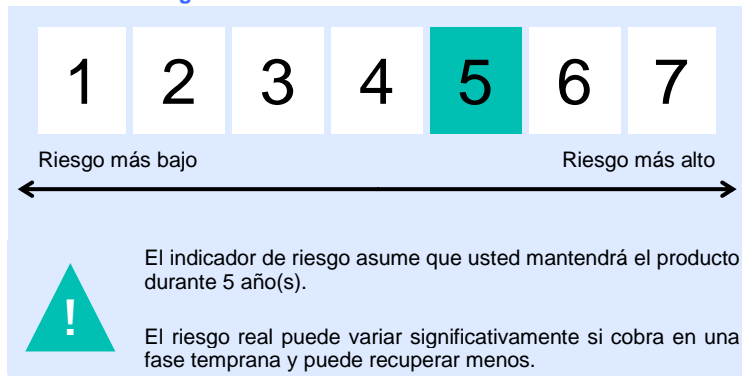 1 2 3 4 5 6 7
Riesgo más bajo Riesgo más alto
El indicador de riesgo asume que usted mantendrá el producto
durante 5 año(s).
!
El riesgo real puede variar significativamente si cobra en una
fase temprana y puede recuperar menos.